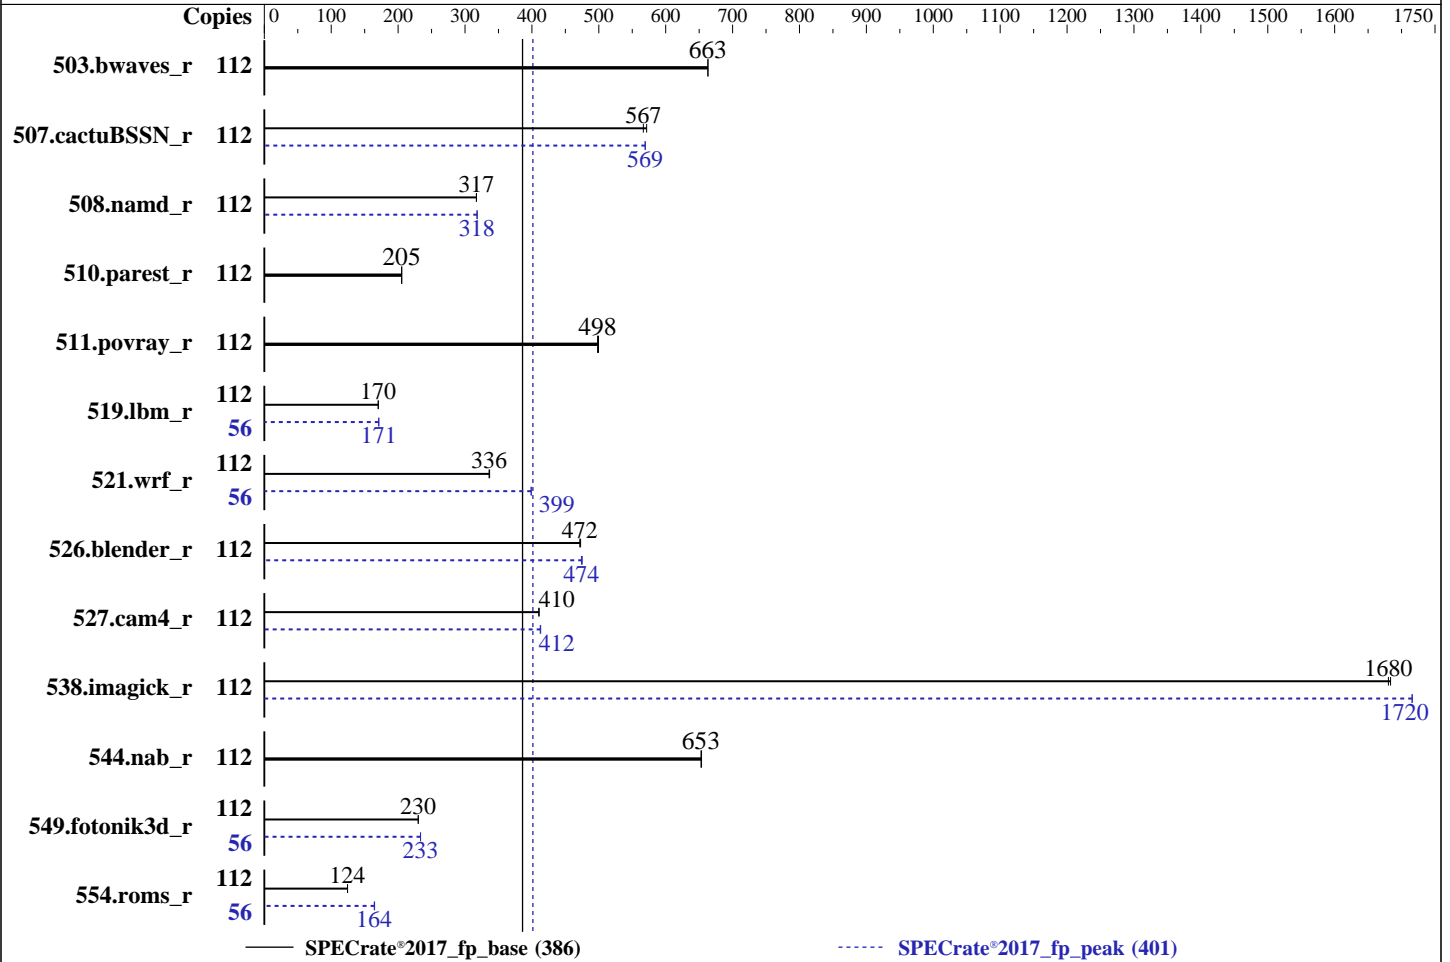 Copies 0 100 200 300 400 500 600 700 800 900 1000 1100 1200 1300 1400 1500 1600 1750
503.bwaves_r 112 663
507.cactuBSSN_r 112 567
569
508.namd_r 112 317
318
510.parest_r 112 205
511.povray_r 112 498
519.lbm_r 112 170
56 171
521.wrf_r 112 336
56 399
526.blender_r 112 472
474
527.cam4_r 112 410
412
538.imagick_r 112 1680
1720
544.nab_r 112 653
549.fotonik3d_r 112 230
56 233
554.roms_r 112 124
56 164
SPECrate®2017_fp_base (386) SPECrate®2017_fp_peak (401)